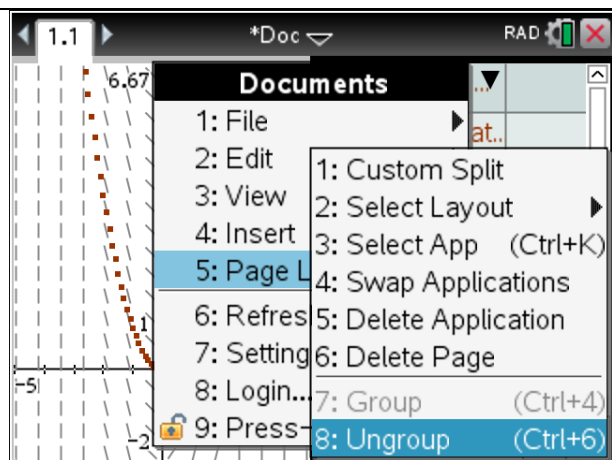 1.1 *Doc RAD
6.67
Documents
1: File
2: Edit
3: View
4: Insert
5: Page L
6: Refres
7: Setting
8: Login...
9: Press-
1: Custom Split
2: Select Layout
3: Select App (Ctrl+K)
4: Swap Applications
5: Delete Application
6: Delete Page
7: Group (Ctrl+4)
8: Ungroup (Ctrl+6)
at..
1
-5
-2